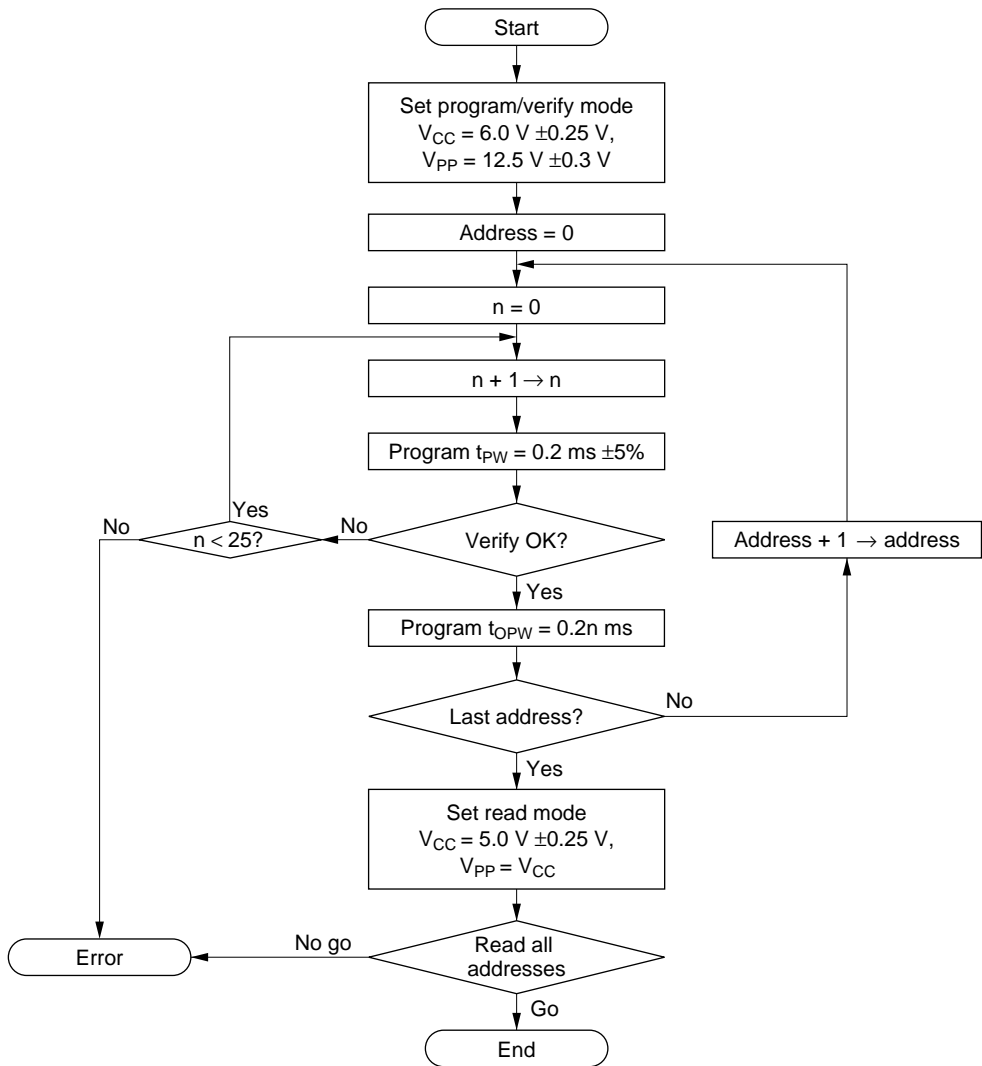 Start
Set program/verify mode
VCC = 6.0 V ±0.25 V,
VPP = 12.5 V ±0.3 V
Address = 0
n = 0
n + 1 → n
Program tPW = 0.2 ms ±5%
No
Yes
n < 25?
No
Verify OK?
Address + 1 → address
Yes
Program tOPW = 0.2n ms
Last address?
No
Yes
Set read mode
VCC = 5.0 V ±0.25 V,
VPP = VCC
Error
No go
Read all
addresses
Go
End